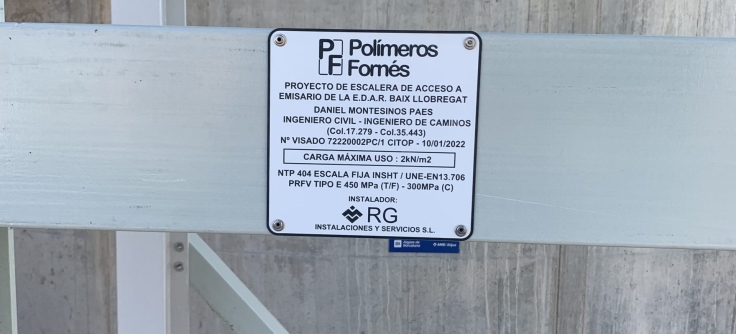 PF Polímeros
Fornés
PROYECTO DE ESCALERA DE ACCESO A
EMISARIO DE LA E.D.A.R. BAIX LLOBREGAT
DANIEL MONTESINOS PAES
INGENIERO CIVIL - INGENIERO DE CAMINOS
(Col.17.279 - Col.35.443)
Nº VISADO 72220002PC/1 CITOP - 10/01/2022
CARGA MÁXIMA USO : 2kN/m2
NTP 404 ESCALA FIJA INSHT / UNE-EN13.706
PRFV TIPO E 450 MPa (T/F) - 300MPa (C)
INSTALADOR:
RG
INSTALACIONES Y SERVICIOS S.L.